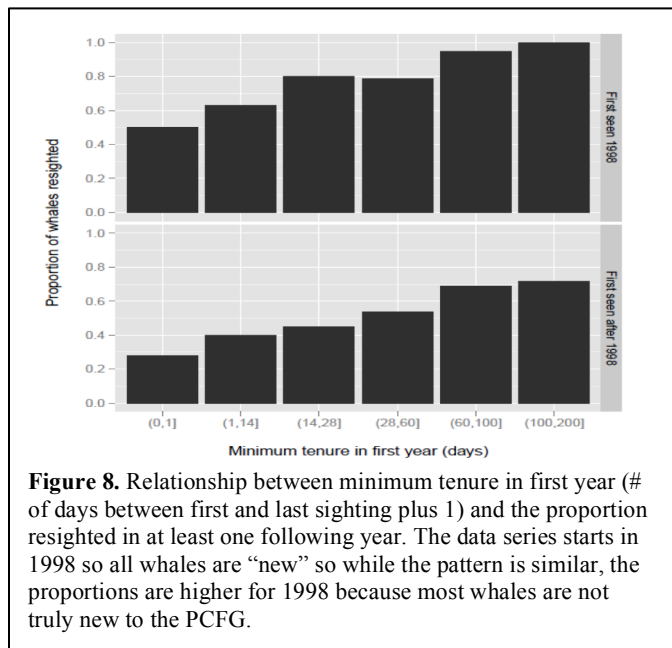 Proportion of whales resighted
1.0
0.8
0.6
0.4
0.2
0.0
First seen 1998
1.0
0.8
0.6
0.4
0.2
0.0
First seen after 1998
(0,1] (1,14] (14,28] (28,60] (60,100] (100,200]
Minimum tenure in first year (days)
Figure 8. Relationship between minimum tenure in first year (#
of days between first and last sighting plus 1) and the proportion
resighted in at least one following year. The data series starts in
1998 so all whales are “new” so while the pattern is similar, the
proportions are higher for 1998 because most whales are not
truly new to the PCFG.